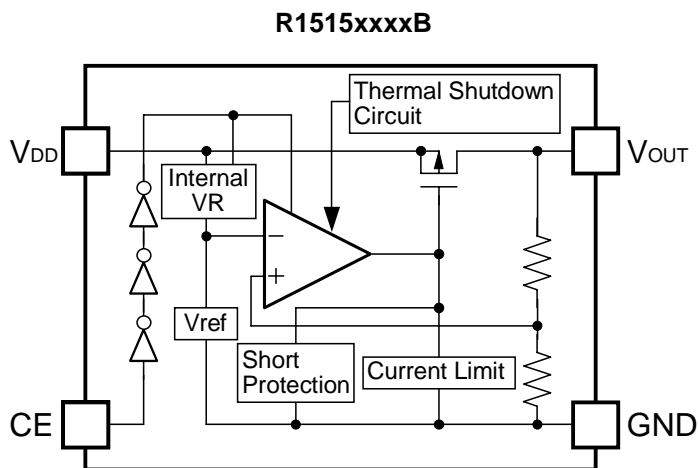 R1515xxxxB
Thermal Shutdown
Circuit
VDD
VOUT
Internal
VR
−
+
Vref
Short
Protection
Current Limit
CE
GND